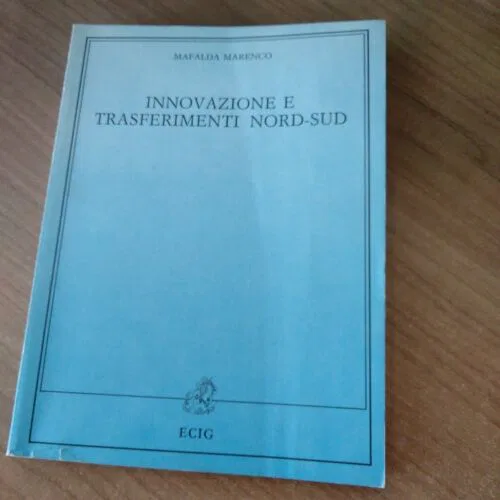 MAFALDA MARENCO
INNOVAZIONE E
TRASFERIMENTI NORD-SUD
ECIG